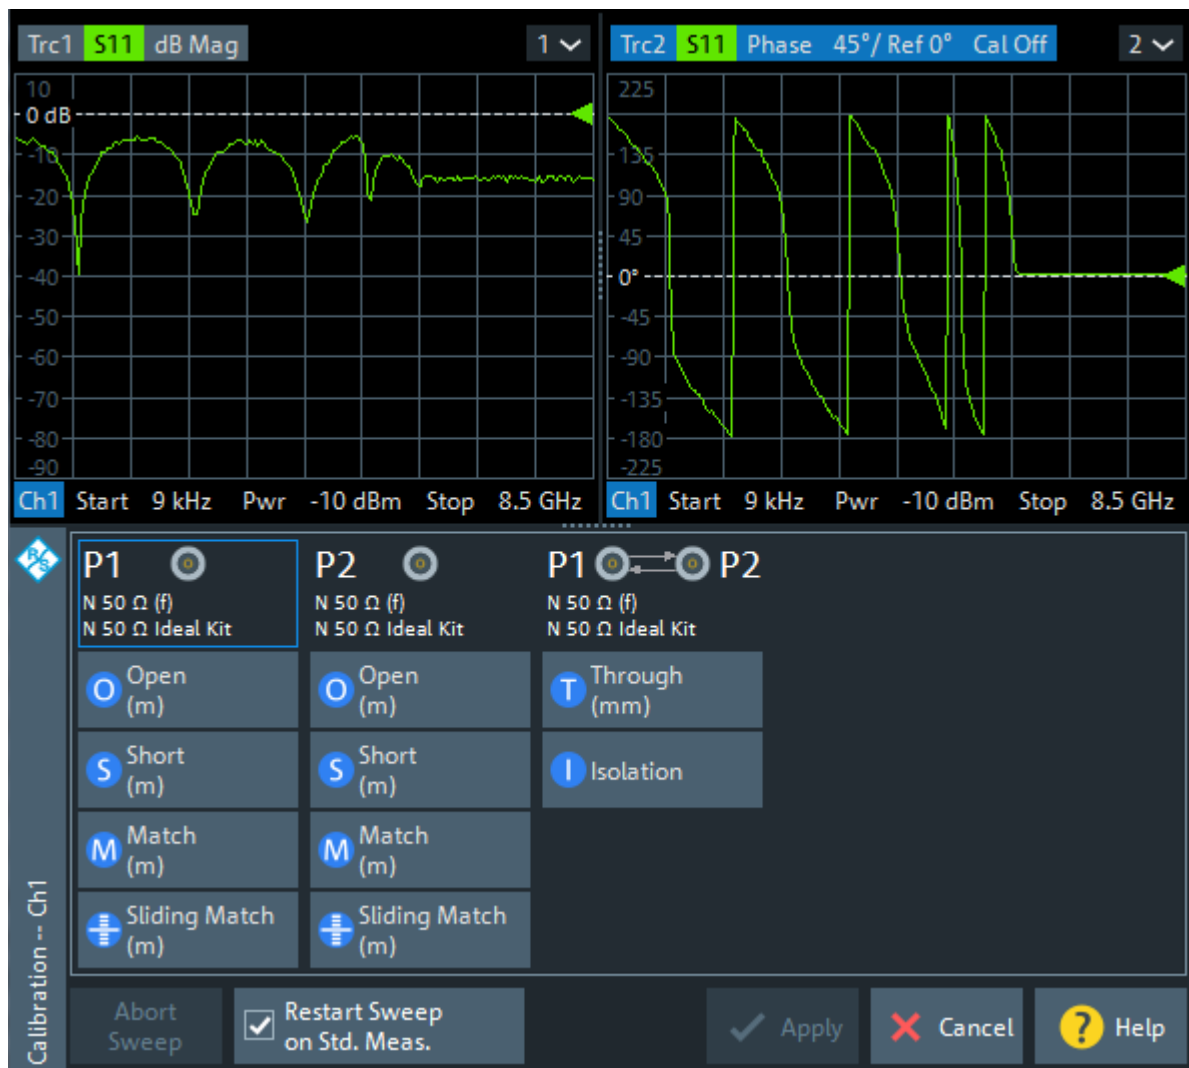 Trc1 S11 dB Mag 1
Trc2 S11 Phase 45°/ Ref 0° Cal Off 2
10
0 dB
-10
-20
-30
-40
-50
-60
-70
-80
-90
225
135
90
45
0°
-45
-90
-135
-180
-225
Ch1 Start 9 kHz Pwr -10 dBm Stop 8.5 GHz
Ch1 Start 9 kHz Pwr -10 dBm Stop 8.5 GHz
R/S
Calibration -- Ch1
P1
N 50 Ω (f)
N 50 Ω Ideal Kit
O Open
(m)
S Short
(m)
M Match
(m)
Sliding Match
(m)
P2
N 50 Ω (f)
N 50 Ω Ideal Kit
O Open
(m)
S Short
(m)
M Match
(m)
Sliding Match
(m)
P1 P2
N 50 Ω (f)
N 50 Ω Ideal Kit
T Through
(mm)
I Isolation
Abort
Sweep
Restart Sweep
on Std. Meas.
Apply
Cancel
? Help